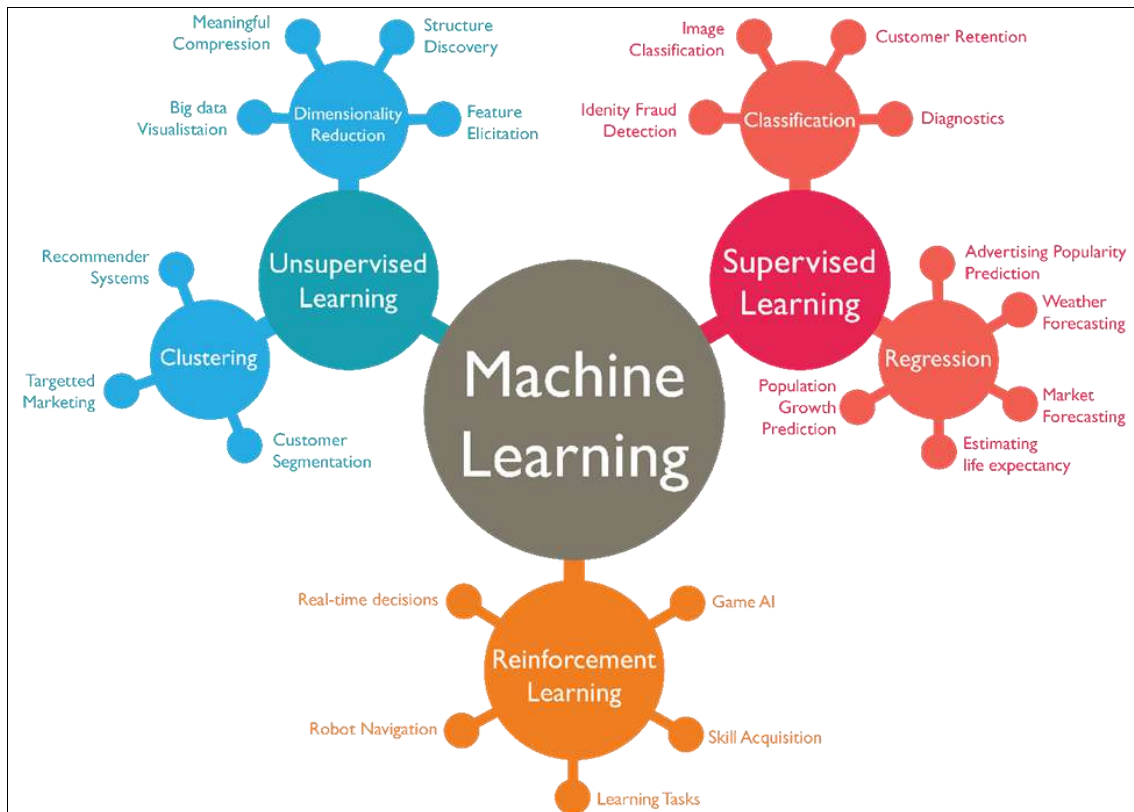 Meaningful
Compression
Structure
Discovery
Big data
Visualistaion
Dimensionality
Reduction
Feature
Elicitation
Image
Classification
Customer Retention
Idenity Fraud
Detection
Classification
Diagnostics
Recommender
Systems
Unsupervised
Learning
Clustering
Targetted
Marketing
Customer
Segmentation
Machine
Learning
Supervised
Learning
Advertising Popularity
Prediction
Weather
Forecasting
Regression
Population
Growth
Prediction
Market
Forecasting
Estimating
life expectancy
Real-time decisions
Game AI
Reinforcement
Learning
Robot Navigation
Skill Acquisition
Learning Tasks